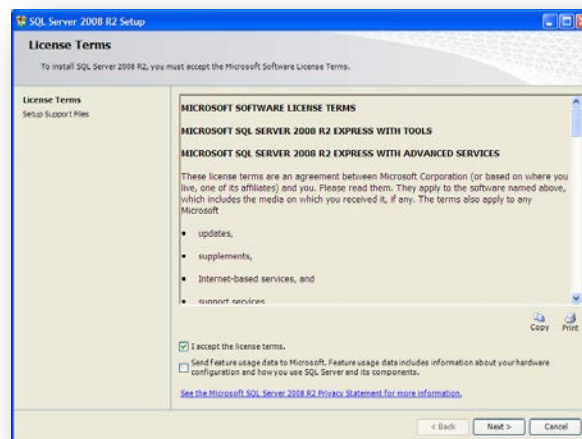 SQL Server 2008 R2 Setup
License Terms
To install SQL Server 2008 R2, you must accept the Microsoft Software License Terms.
License Terms
Setup Support Files
MICROSOFT SOFTWARE LICENSE TERMS
MICROSOFT SQL SERVER 2008 R2 EXPRESS WITH TOOLS
MICROSOFT SQL SERVER 2008 R2 EXPRESS WITH ADVANCED SERVICES
These license terms are an agreement between Microsoft Corporation (or based on where you
live, one of its affiliates) and you. Please read them. They apply to the software named above,
which includes the media on which you received it, if any. The terms also apply to any
Microsoft
• updates,
• supplements,
• Internet-based services, and
• support services
Copy Print
I accept the license terms.
Send feature usage data to Microsoft. Feature usage data includes information about your hardware
configuration and how you use SQL Server and its components.
See the Microsoft SQL Server 2008 R2 Privacy Statement for more information.
< Back Next > Cancel